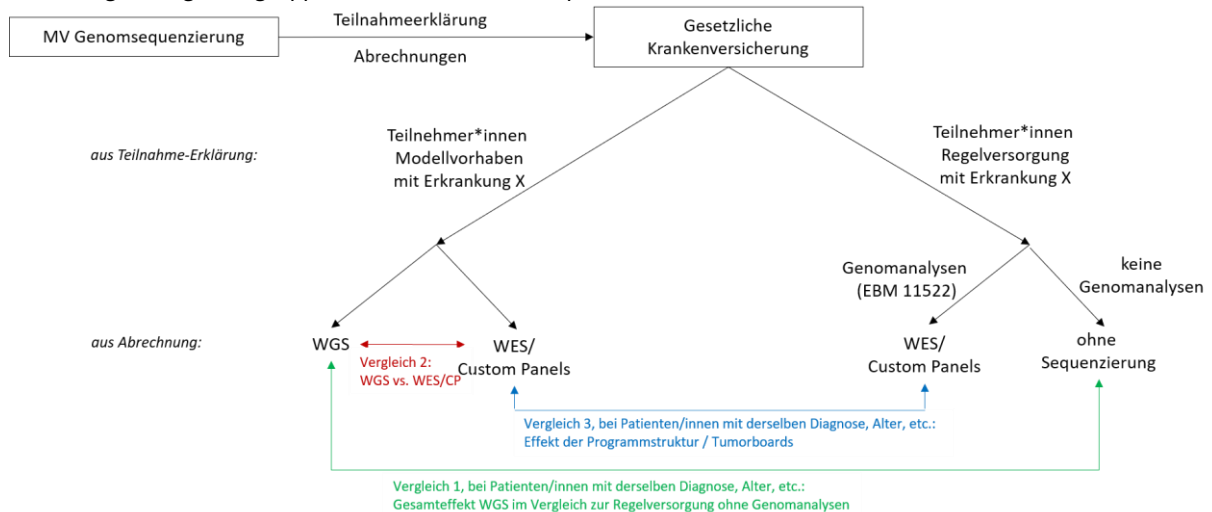 MV Genomsequenzierung
Teilnahmeerklärung
Abrechnungen
Gesetzliche
Krankenversicherung
aus Teilnahme-Erklärung:
Teilnehmer*innen
Modellvorhaben
mit Erkrankung X
Teilnehmer*innen
Regelversorgung
mit Erkrankung X
Genomanalysen
(EBM 11522)
keine
Genomanalysen
aus Abrechnung:
WGS
Vergleich 2:
WGS vs. WES/CP
WES/
Custom Panels
WES/
Custom Panels
ohne
Sequenzierung
Vergleich 3, bei Patienten/innen mit derselben Diagnose, Alter, etc.:
Effekt der Programmstruktur / Tumorboards
Vergleich 1, bei Patienten/innen mit derselben Diagnose, Alter, etc.:
Gesamteffekt WGS im Vergleich zur Regelversorgung ohne Genomanalysen